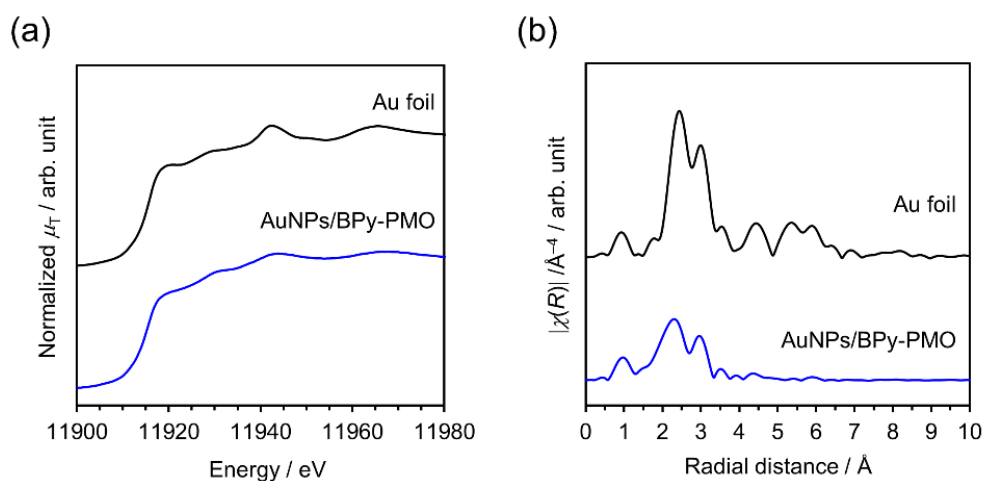 (a)
(b)
Au foil
AuNPs/BPy-PMO
Normalized μT / arb. unit
11900 11920 11940 11960 11980
Energy / eV
Au foil
AuNPs/BPy-PMO
|χ(R)| /Å⁻⁴ / arb. unit
0 1 2 3 4 5 6 7 8 9 10
Radial distance / Å